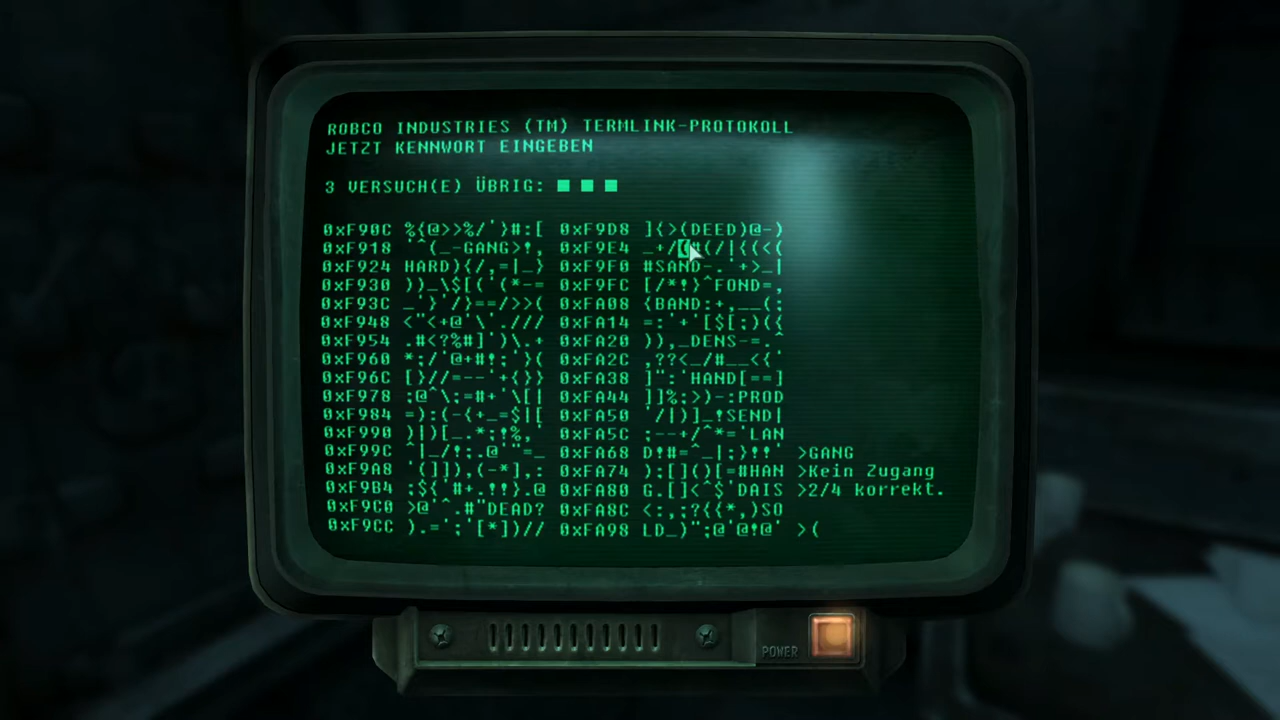 ROBCO INDUSTRIES (TM) TERMLINK-PROTOKOLL
JETZT KENNWORT EINGEBEN
3 VERSUCH(E) ÜBRIG: ■ ■ ■
0xF90C %{@>>%/'}#:[ 0xF9D8 ]{>(DEED)@-)
0xF918 '^(_-GANG>!, 0xF9E4 _+/(#(/|{(<(
0xF924 HARD){/,=|_} 0xF9F0 #SAND-.'+>_|
0xF930 ))_\$[('(*-= 0xF9FC [/*!}^FOND=,
0xF93C _'}'/}==/>>( 0xFA08 {BAND:+,__(;
0xF948 <"<+@'\'./// 0xFA14 =:'+'[$[:)({
0xF954 .#<?%#]')\.+ 0xFA20 )),_DENS-=.^
0xF960 *;/'@+#!:'}( 0xFA2C ,??<_/#__<{'
0xF96C [}//=--'+{}} 0xFA38 ]":'HAND[==]
0xF978 ;@^\;=#+'\[| 0xFA44 ]]%;>)-:PROD
0xF984 =):(-{+_=$|[ 0xFA50 '/|)]_!SEND|
0xF990 )|)[_.*;!%,' 0xFA5C ;--+/^*='LAN
0xF99C ^|_/!;.@'"=_ 0xFA68 D!#=^_|;}!!'
0xF9A8 '(]]),(-*],: 0xFA74 ):[]()[=#HAN
0xF9B4 ;${'#+.!!}.@ 0xFA80 G.[]<^$'DAIS
0xF9C0 >@'^.#"DEAD? 0xFA8C <:,;?{{*,)SO
0xF9CC ).=';'[*])// 0xFA98 LD_)";@'@!@'
>GANG
>Kein Zugang
>2/4 korrekt.
>(
POWER